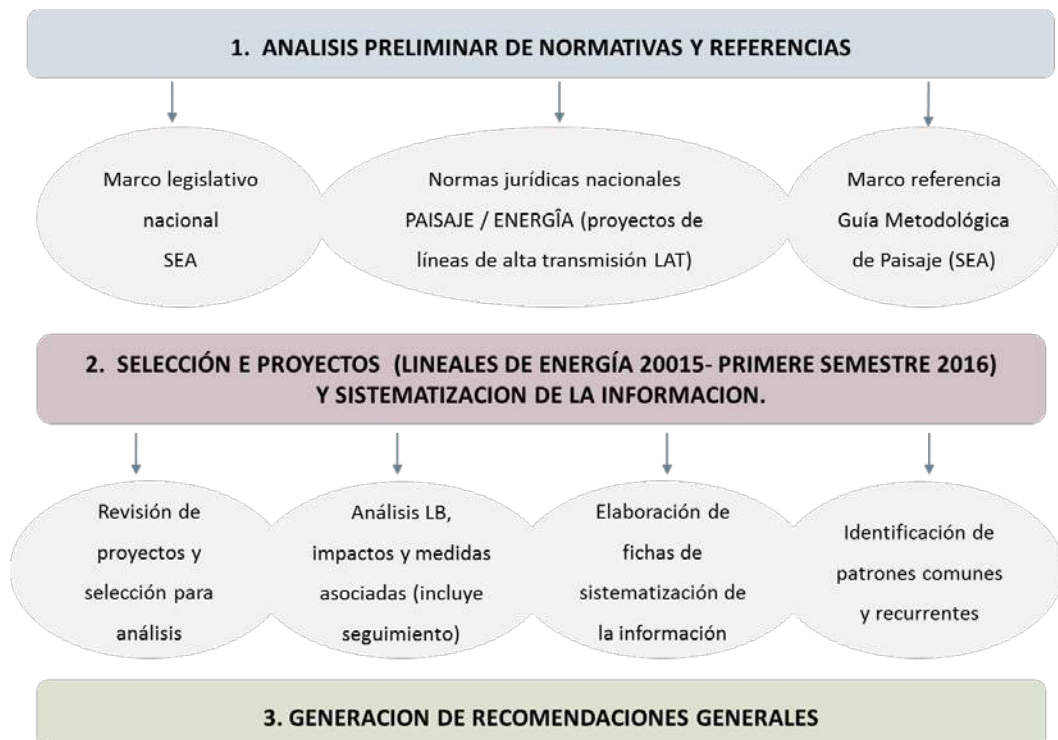 1. ANALISIS PRELIMINAR DE NORMATIVAS Y REFERENCIAS
Marco legislativo
nacional
SEA
Normas jurídicas nacionales
PAISAJE / ENERGÎA (proyectos de
líneas de alta transmisión LAT)
Marco referencia
Guía Metodológica
de Paisaje (SEA)
2. SELECCIÓN E PROYECTOS (LINEALES DE ENERGÍA 20015- PRIMERE SEMESTRE 2016)
Y SISTEMATIZACION DE LA INFORMACION.
Revisión de
proyectos y
selección para
análisis
Análisis LB,
impactos y medidas
asociadas (incluye
seguimiento)
Elaboración de
fichas de
sistematización de
la información
Identificación de
patrones comunes
y recurrentes
3. GENERACION DE RECOMENDACIONES GENERALES